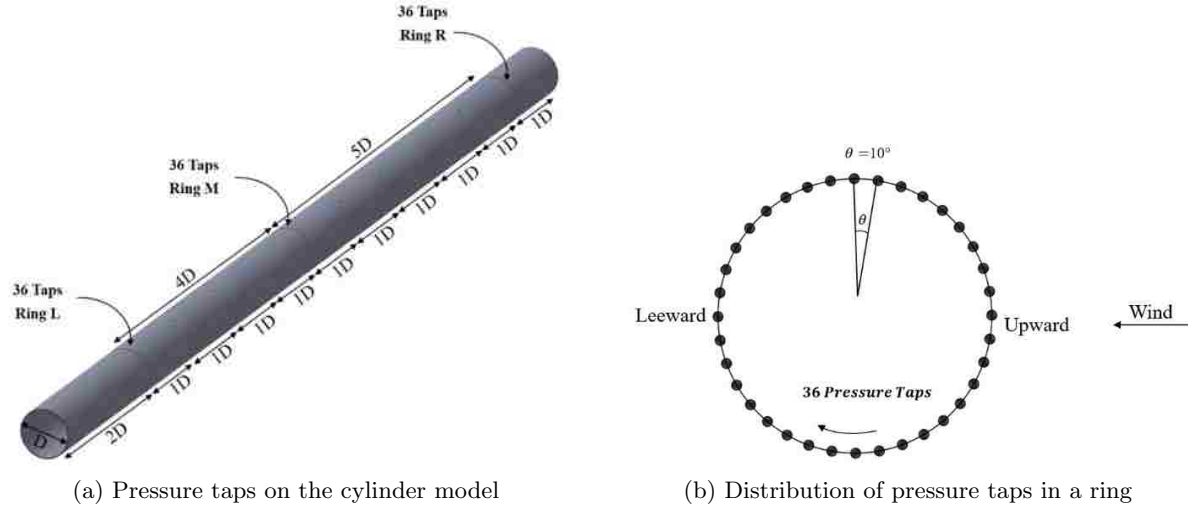 36 Taps
Ring R
5D
1D
1D
1D
1D
1D
1D
1D
1D
1D
1D
2D
36 Taps
Ring M
4D
36 Taps
Ring L
D
(a) Pressure taps on the cylinder model
θ =10°
θ
Leeward
Upward
Wind
36 Pressure Taps
(b) Distribution of pressure taps in a ring